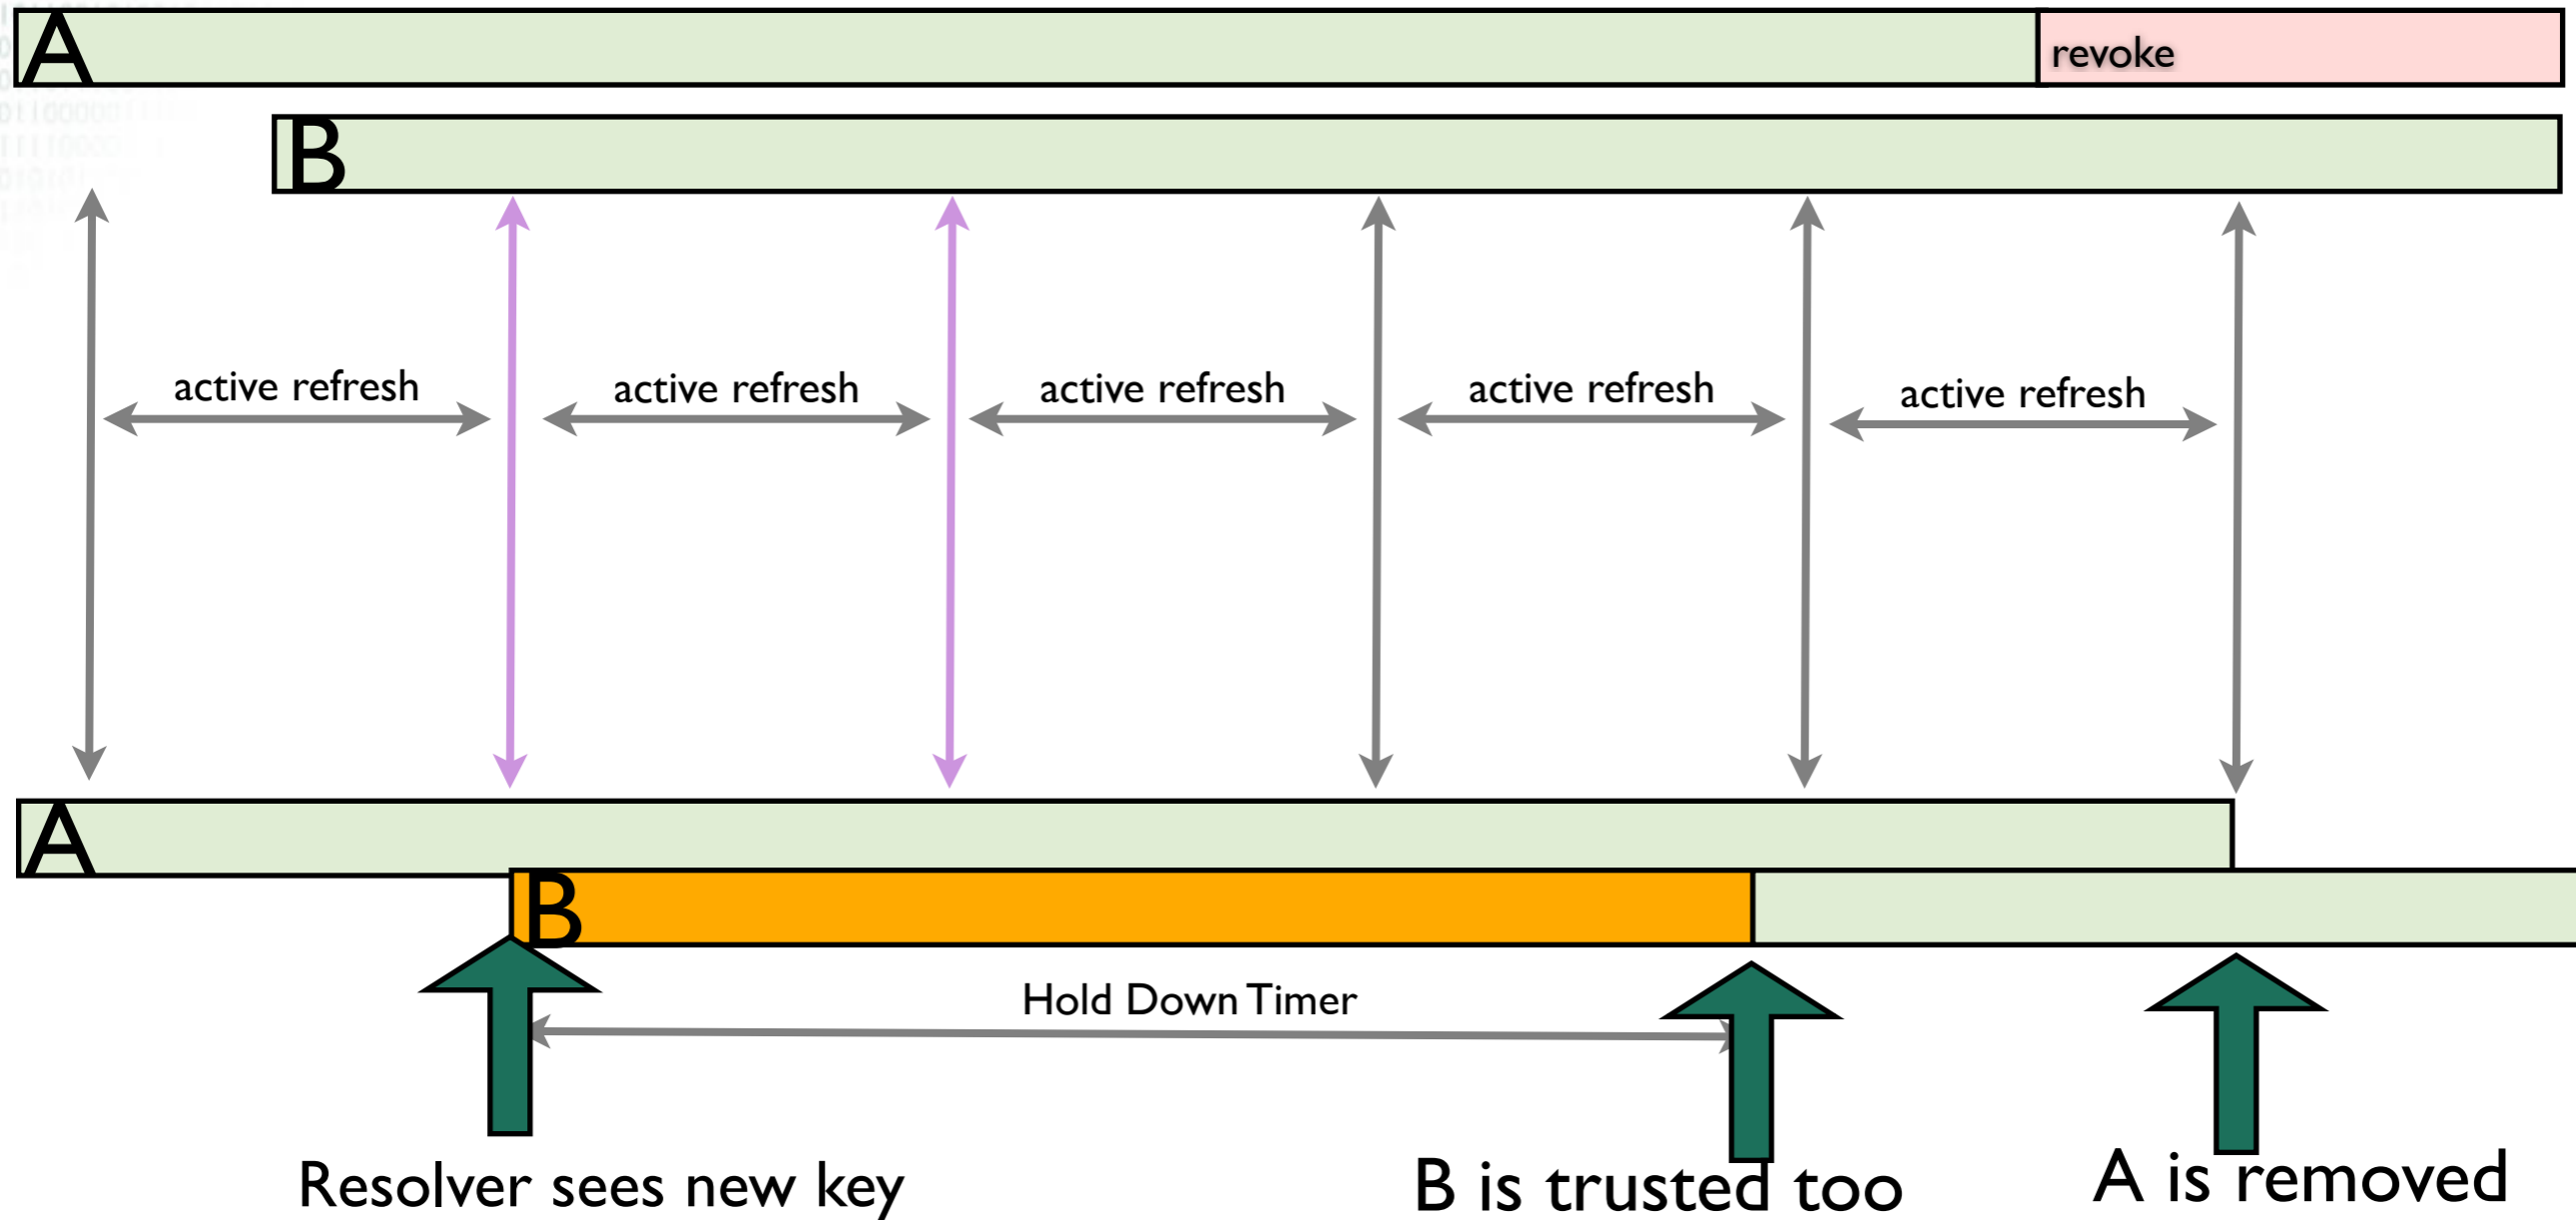 A
revoke
B
active refresh
active refresh
active refresh
active refresh
active refresh
A
B
Hold Down Timer
Resolver sees new key
B is trusted too
A is removed